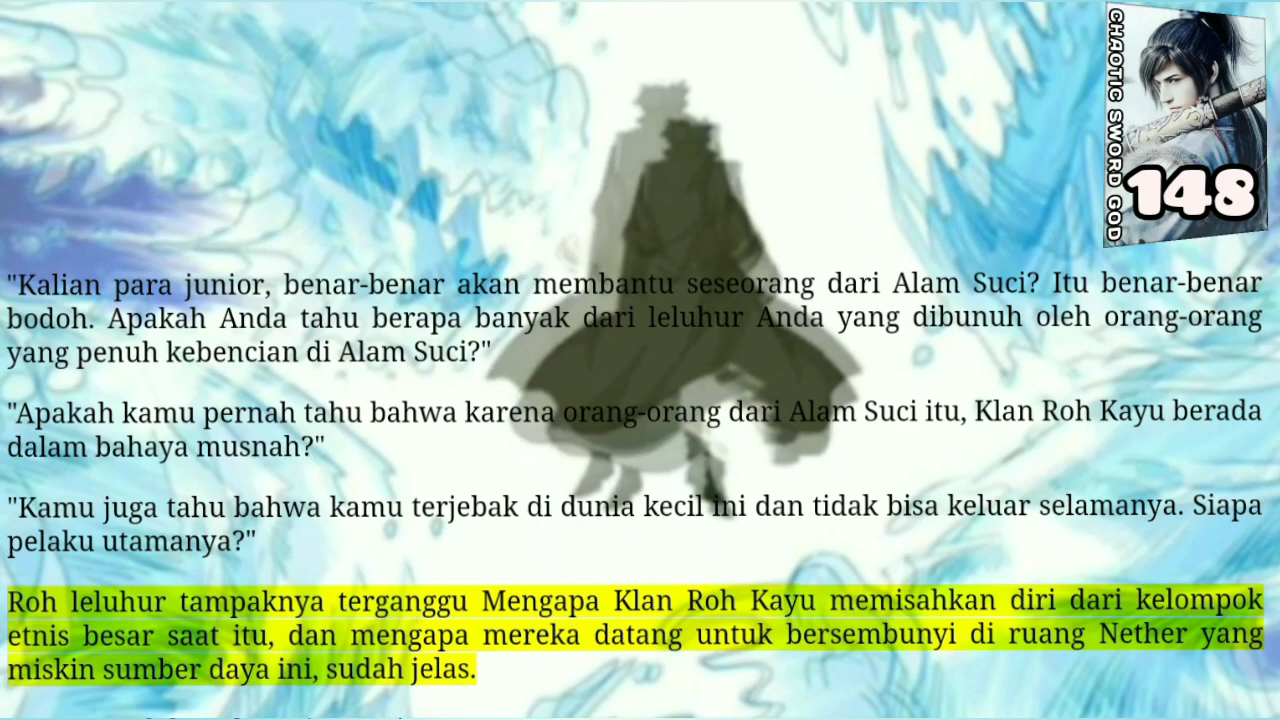 CHAOTIC SWORD GOD
148
"Kalian para junior, benar-benar akan membantu seseorang dari Alam Suci? Itu benar-benar
bodoh. Apakah Anda tahu berapa banyak dari leluhur Anda yang dibunuh oleh orang-orang
yang penuh kebencian di Alam Suci?"
"Apakah kamu pernah tahu bahwa karena orang-orang dari Alam Suci itu, Klan Roh Kayu berada
dalam bahaya musnah?"
"Kamu juga tahu bahwa kamu terjebak di dunia kecil ini dan tidak bisa keluar selamanya. Siapa
pelaku utamanya?"
Roh leluhur tampaknya terganggu Mengapa Klan Roh Kayu memisahkan diri dari kelompok
etnis besar saat itu, dan mengapa mereka datang untuk bersembunyi di ruang Nether yang
miskin sumber daya ini, sudah jelas.